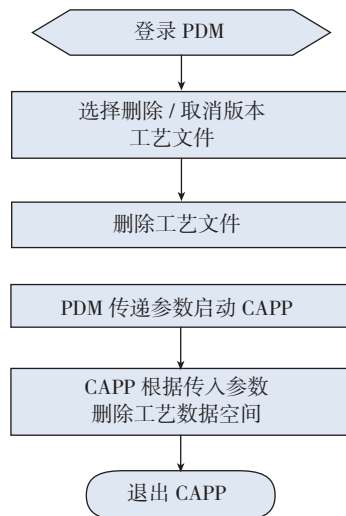 登录 PDM
选择删除 / 取消版本
工艺文件
删除工艺文件
PDM 传递参数启动 CAPP
CAPP 根据传入参数
删除工艺数据空间
退出 CAPP